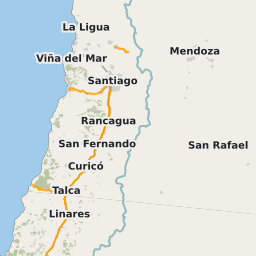 La Ligua
Mendoza
Viña del Mar
Santiago
Rancagua
San Fernando
San Rafael
Curicó
Talca
Linares